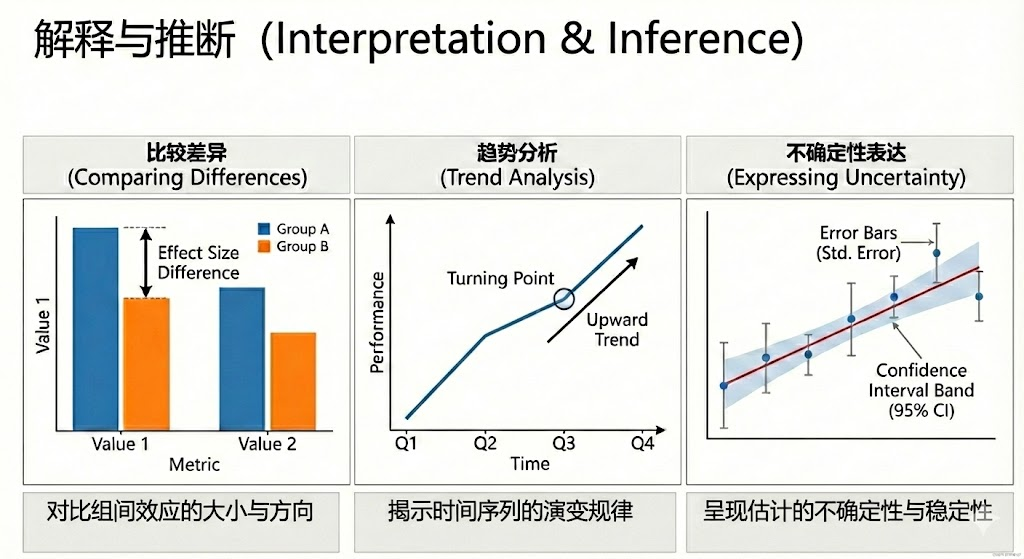 解释与推断 (Interpretation & Inference)
比较差异
(Comparing Differences)
Value 1
Effect Size
Difference
Group A
Group B
Value 1
Value 2
Metric
对比组间效应的大小与方向
趋势分析
(Trend Analysis)
Performance
Turning Point
Upward
Trend
Q1
Q2
Q3
Q4
Time
揭示时间序列的演变规律
不确定性表达
(Expressing Uncertainty)
Error Bars
(Std. Error)
Confidence
Interval Band
(95% CI)
呈现估计的不确定性与稳定性